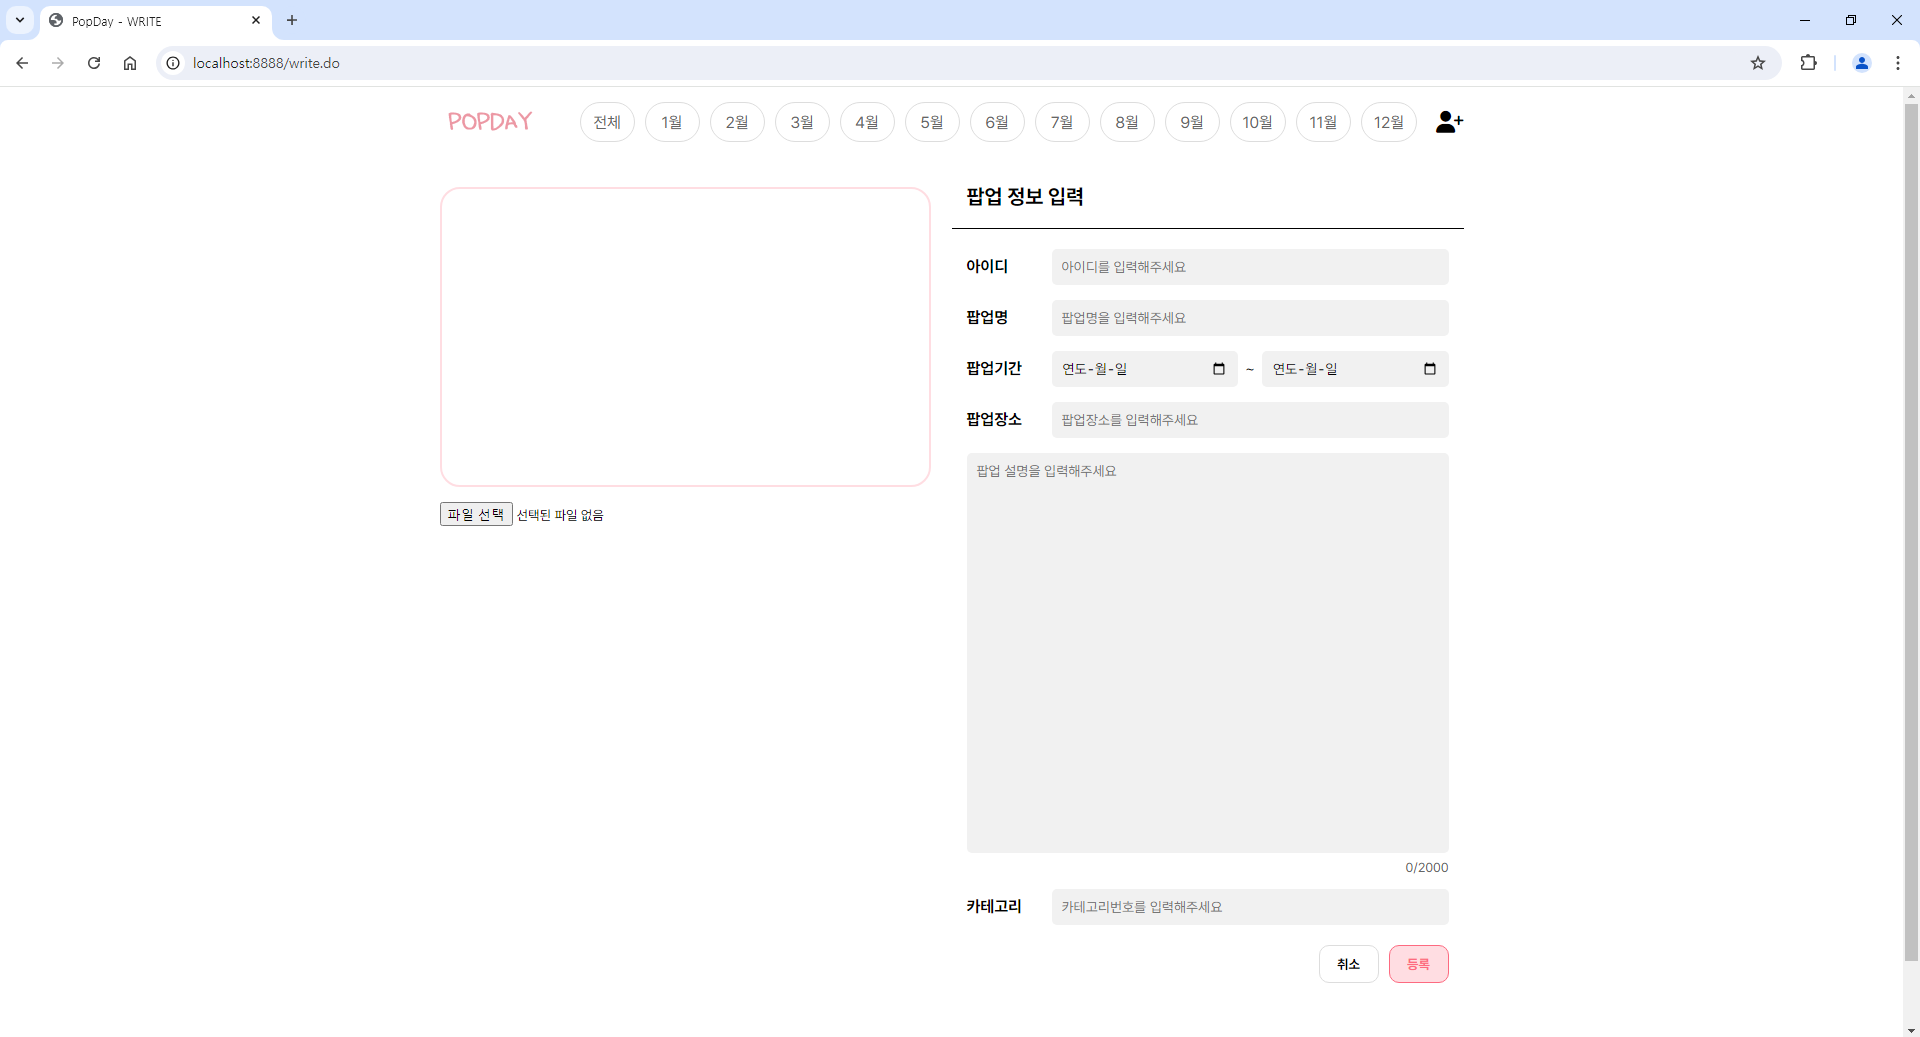 PopDay - WRITE
localhost:8888/write.do
POPDAY 전체 1월 2월 3월 4월 5월 6월 7월 8월 9월 10월 11월 12월
팝업 정보 입력
아이디 아이디를 입력해주세요
팝업명 팝업명을 입력해주세요
팝업기간 연도-월-일 ~ 연도-월-일
팝업장소 팝업장소를 입력해주세요
팝업 설명을 입력해주세요
파일 선택 선택된 파일 없음
0/2000
카테고리 카테고리번호를 입력해주세요
취소 등록